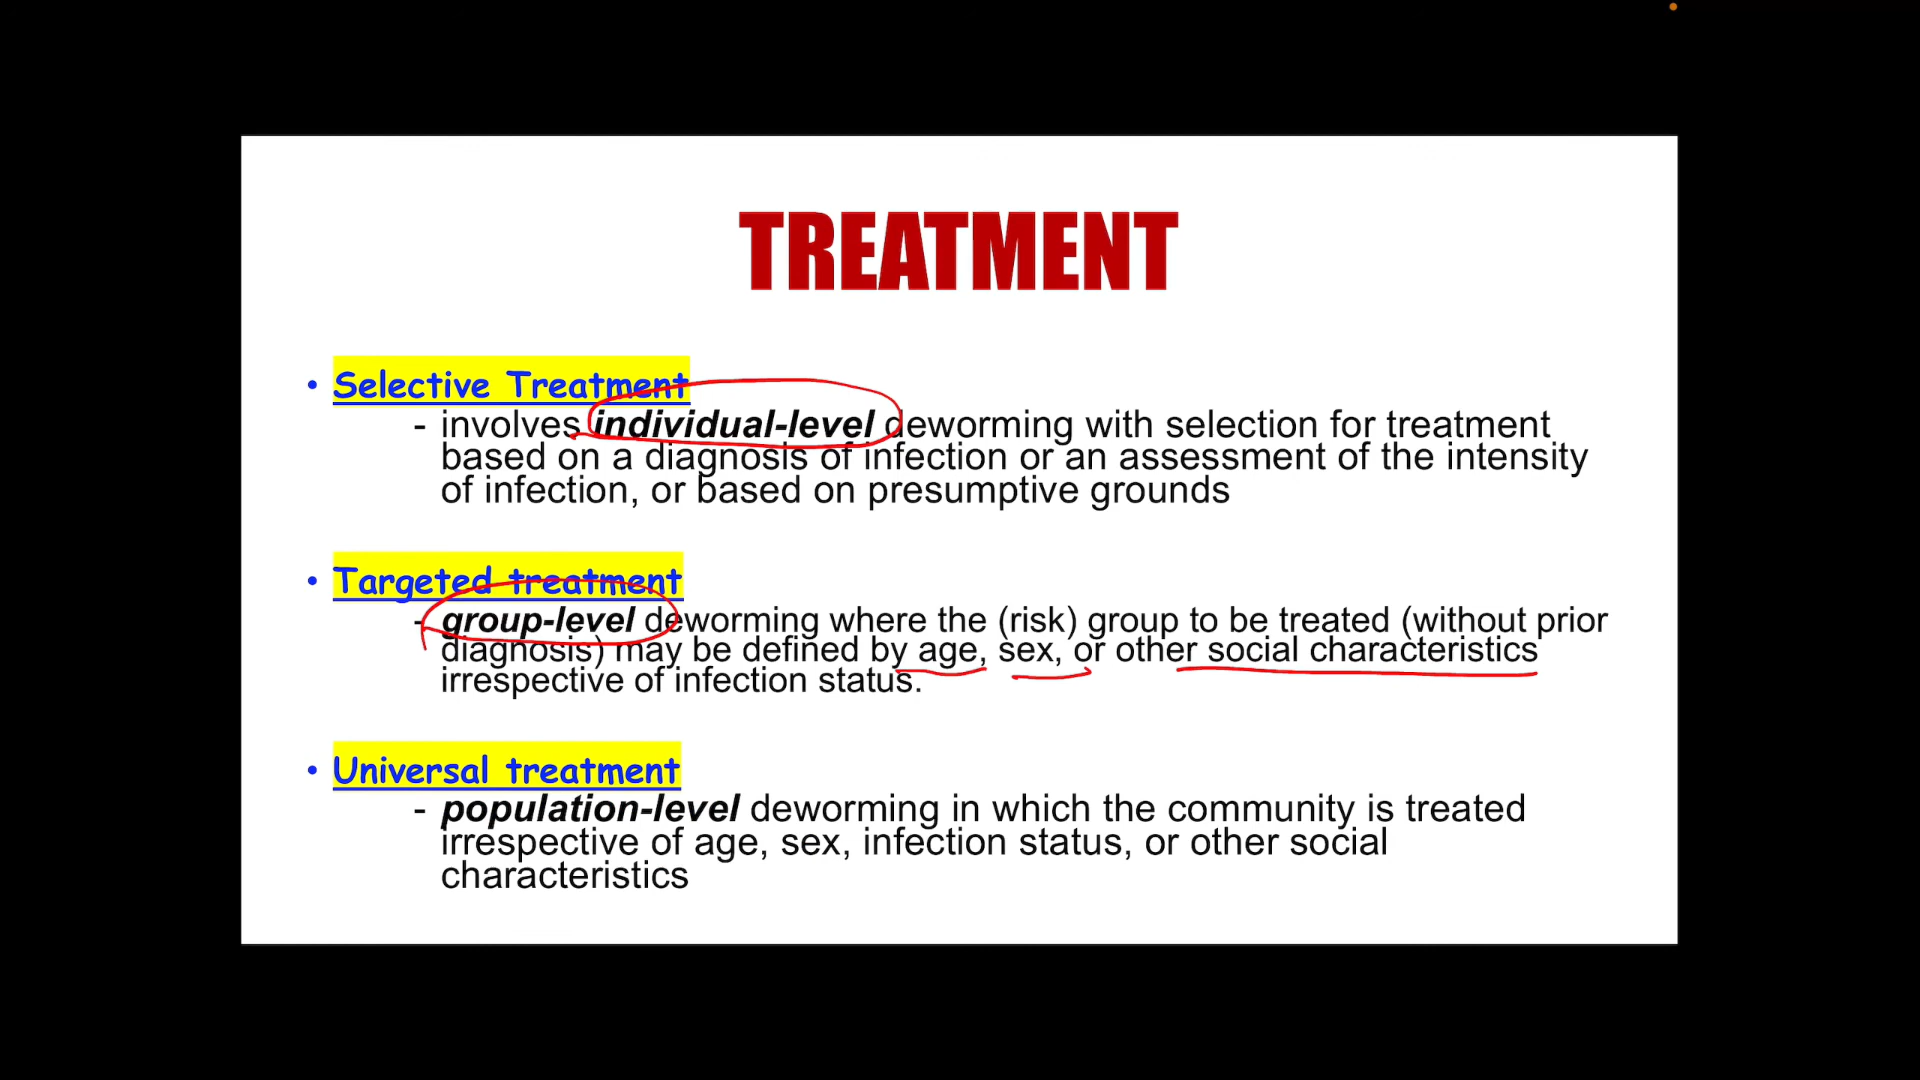 TREATMENT
• Selective Treatment
- involves individual-level deworming with selection for treatment
based on a diagnosis of infection or an assessment of the intensity
of infection, or based on presumptive grounds
• Targeted treatment
- group-level deworming where the (risk) group to be treated (without prior
diagnosis) may be defined by age, sex, or other social characteristics
irrespective of infection status.
• Universal treatment
- population-level deworming in which the community is treated
irrespective of age, sex, infection status, or other social
characteristics